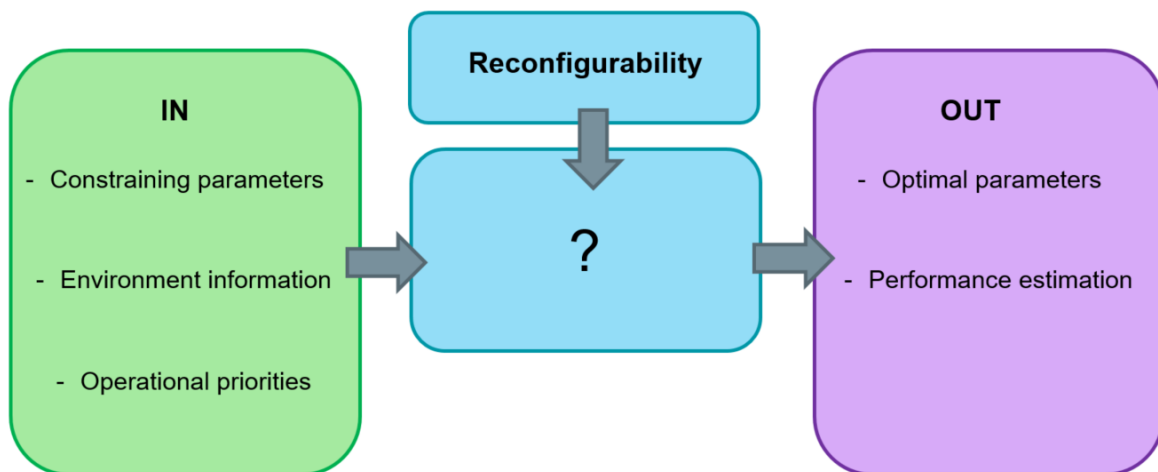 IN
- Constraining parameters
- Environment information
- Operational priorities
Reconfigurability
?
OUT
- Optimal parameters
- Performance estimation